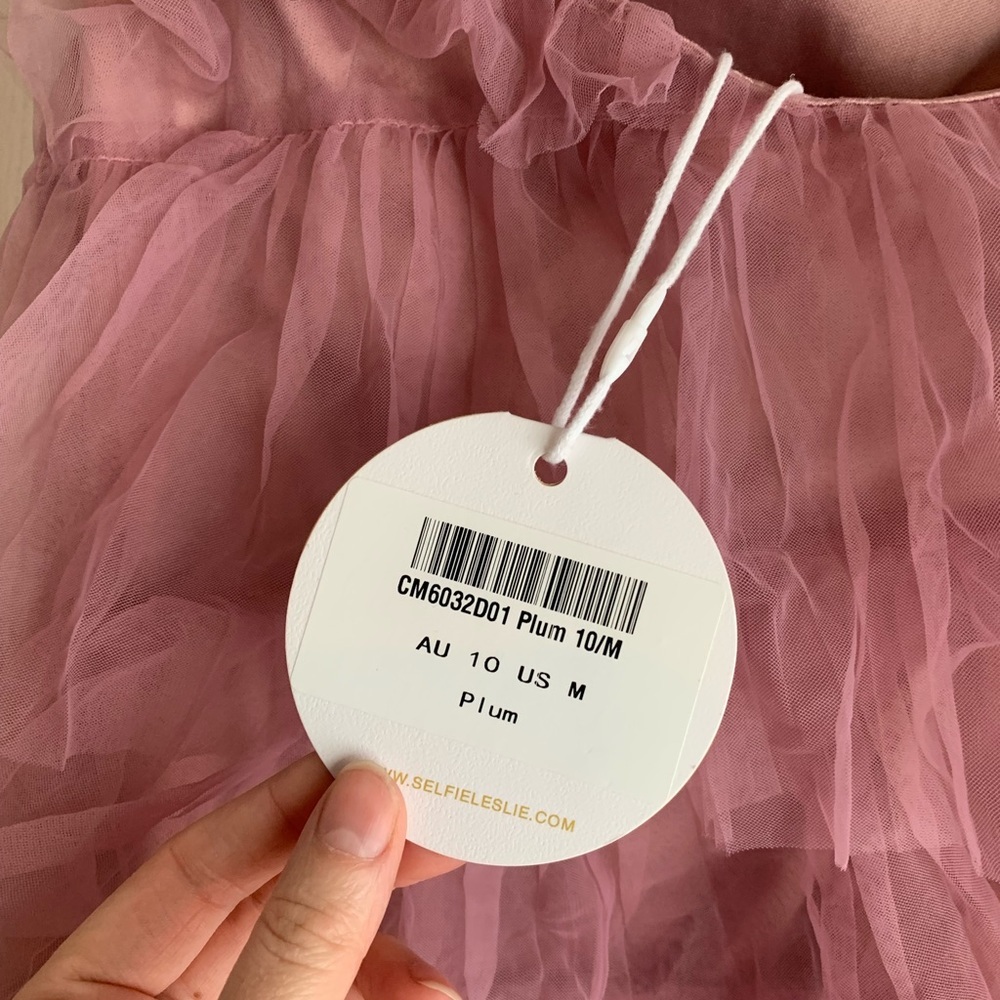 CM6032D01 Plum 10/M
AU 10 US M
Plum
W.SELFIELESLIE.COM